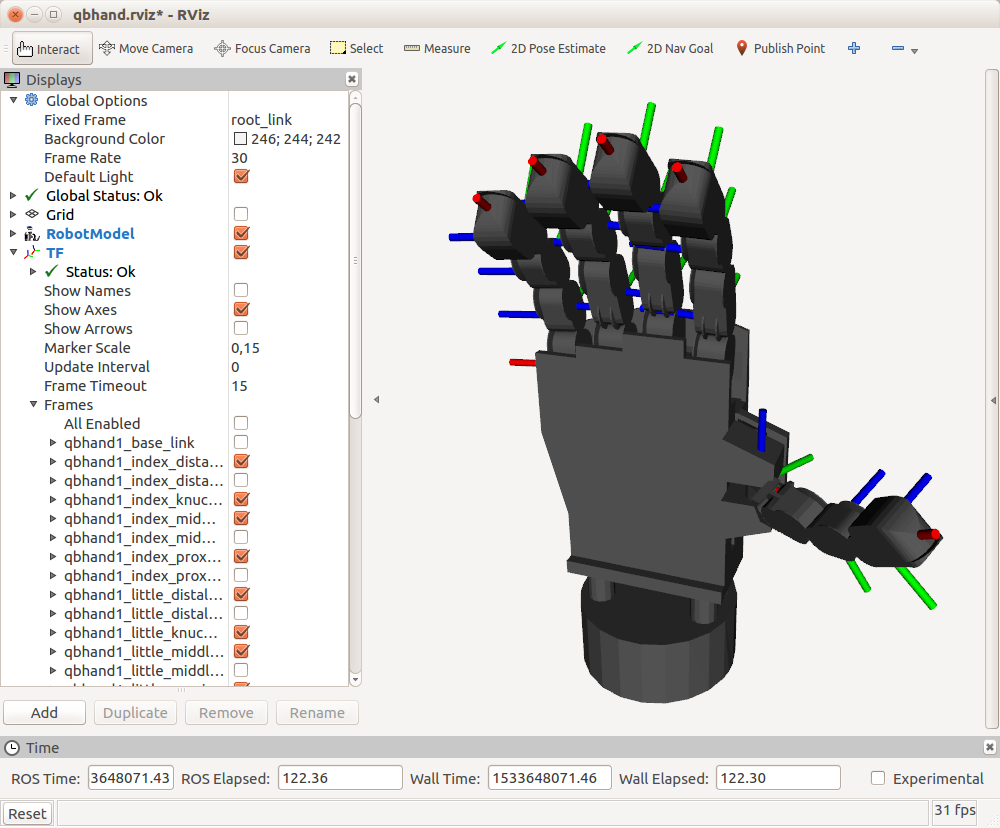 qbhand.rviz* - RViz
Interact Move Camera Focus Camera Select Measure 2D Pose Estimate 2D Nav Goal Publish Point
Displays
Global Options
Fixed Frame root_link
Background Color 246; 244; 242
Frame Rate 30
Default Light
Global Status: Ok
Grid
RobotModel
TF
Status: Ok
Show Names
Show Axes
Show Arrows
Marker Scale 0,15
Update Interval 0
Frame Timeout 15
Frames
All Enabled
qbhand1_base_link
qbhand1_index_dista...
qbhand1_index_dista...
qbhand1_index_knuc...
qbhand1_index_mid...
qbhand1_index_mid...
qbhand1_index_prox...
qbhand1_index_prox...
qbhand1_little_distal...
qbhand1_little_distal...
qbhand1_little_knuc...
qbhand1_little_middl...
qbhand1_little_middl...
Add Duplicate Remove Rename
Time
ROS Time: 3648071.43 ROS Elapsed: 122.36 Wall Time: 1533648071.46 Wall Elapsed: 122.30 Experimental
Reset 31 fps